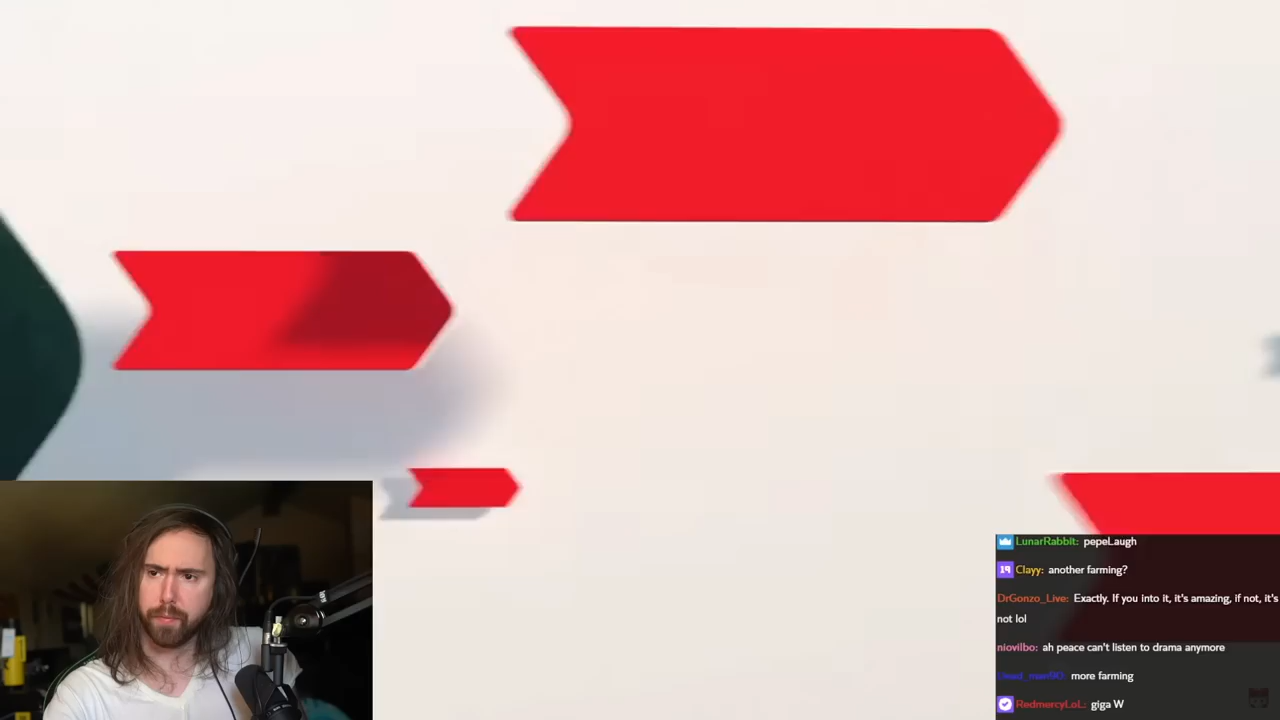 LunarRabbit: pepeLaugh
19 Clayy: another farming?
DrGonzo_Live: Exactly. If you into it, it's amazing, if not, it's
not lol
niovilbo: ah peace can't listen to drama anymore
more farming
RedmercyLoL: giga W